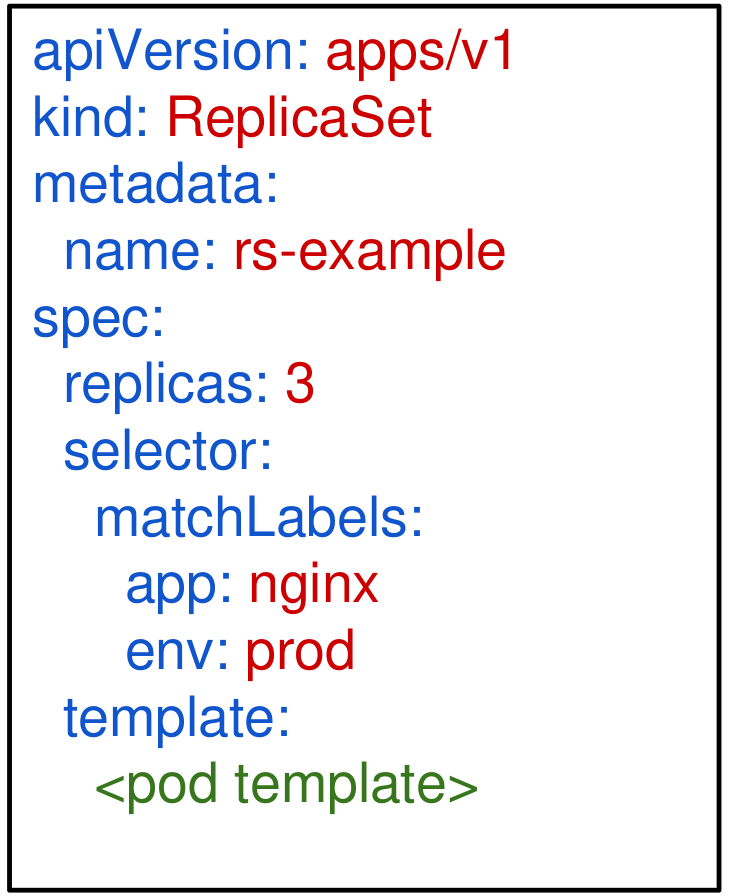 apiVersion: apps/v1
kind: ReplicaSet
metadata:
  name: rs-example
spec:
  replicas: 3
  selector:
    matchLabels:
      app: nginx
      env: prod
  template:
    <pod template>